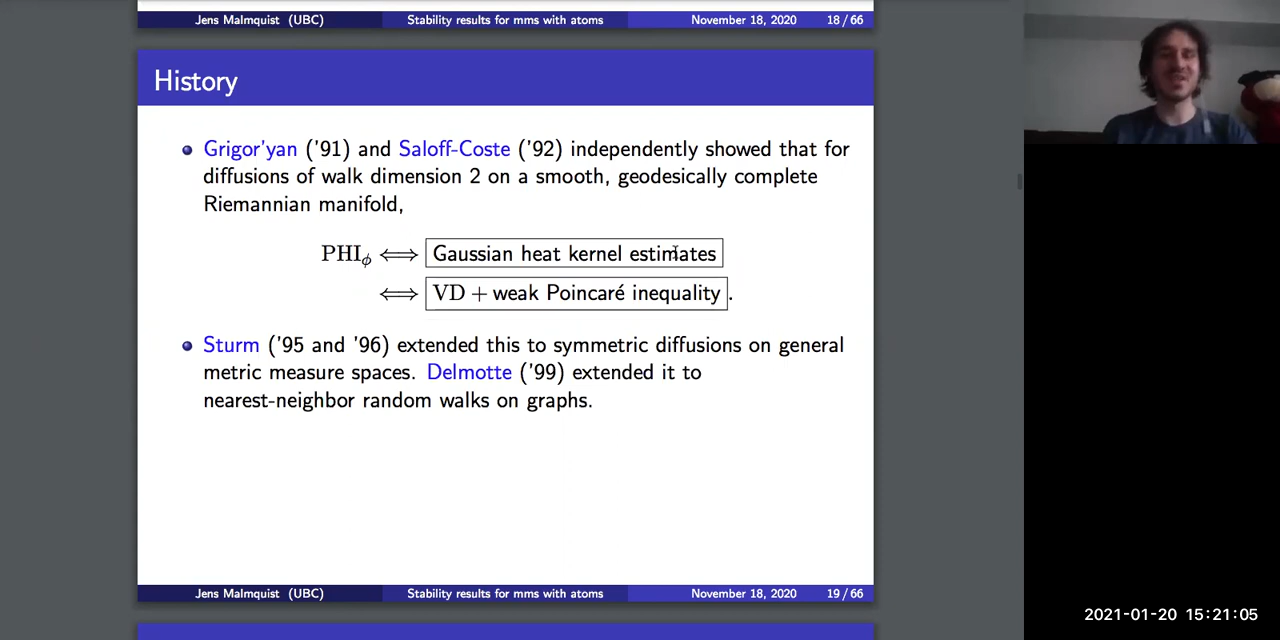 Jens Malmquist (UBC) Stability results for mms with atoms November 18, 2020 18 / 66
History
Grigor'yan ('91) and Saloff-Coste ('92) independently showed that for
diffusions of walk dimension 2 on a smooth, geodesically complete
Riemannian manifold,
PHIϕ ⟺ Gaussian heat kernel estimates
⟺ VD + weak Poincaré inequality .
Sturm ('95 and '96) extended this to symmetric diffusions on general
metric measure spaces. Delmotte ('99) extended it to
nearest-neighbor random walks on graphs.
Jens Malmquist (UBC) Stability results for mms with atoms November 18, 2020 19 / 66
2021-01-20 15:21:05